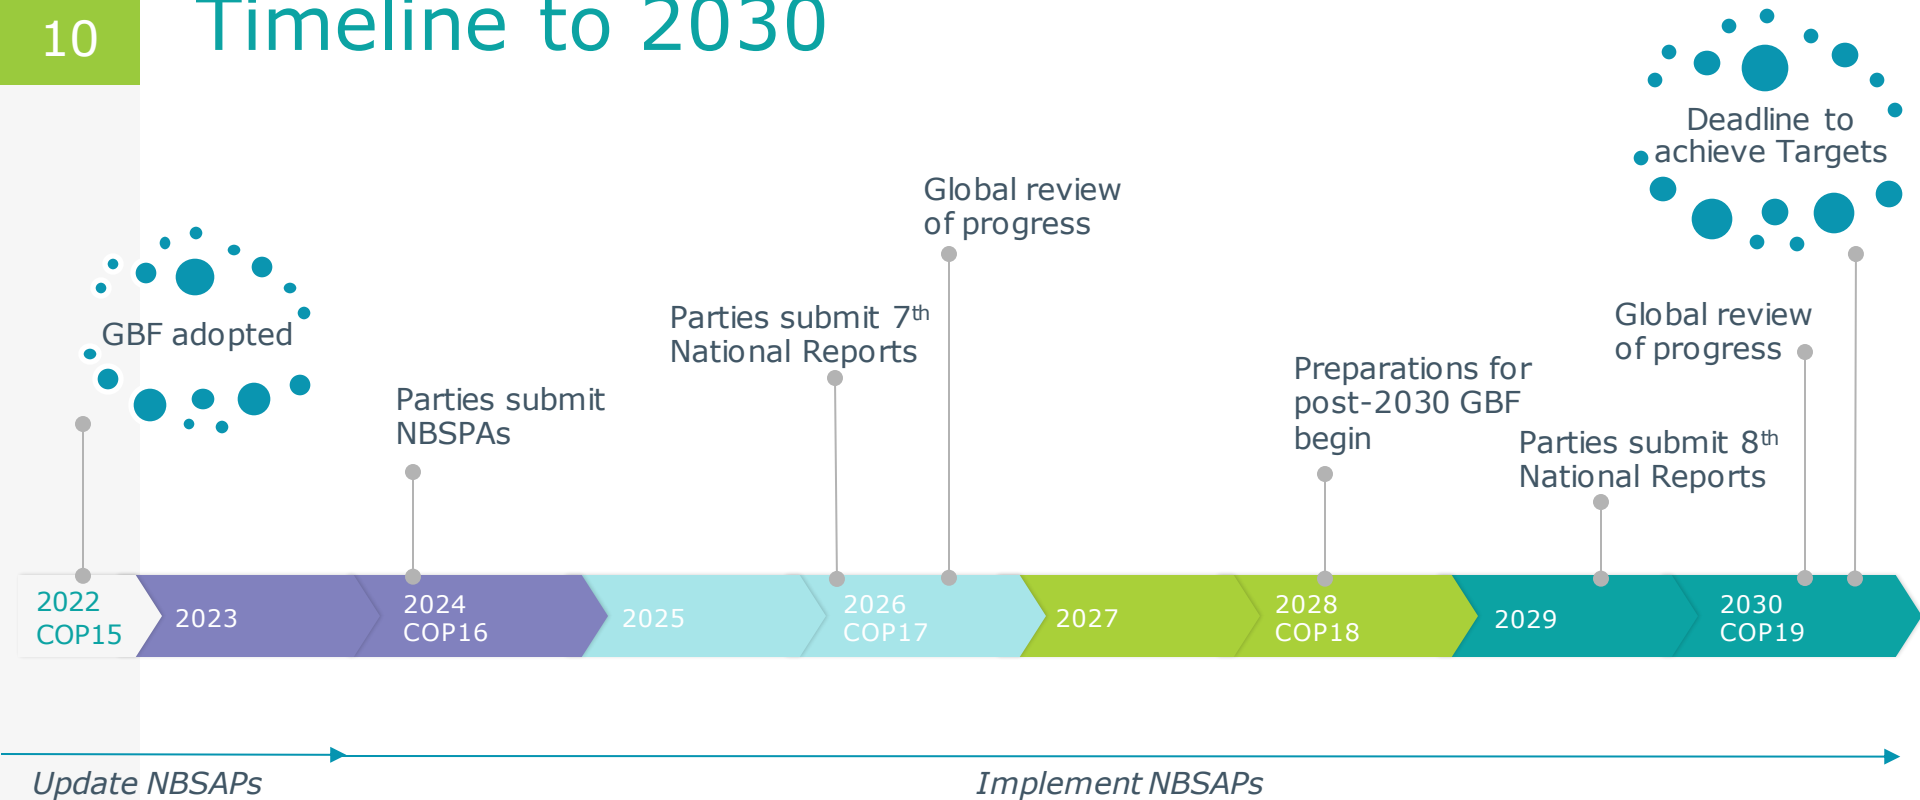 10
Timeline to 2030
Deadline to
achieve Targets
Global review
of progress
GBF adopted
Parties submit 7th
National Reports
Global review
of progress
Preparations for
post-2030 GBF
begin
Parties submit
NBSPAs
Parties submit 8th
National Reports
2022
COP15
2023
2024
COP16
2025
2026
COP17
2027
2028
COP18
2029
2030
COP19
Update NBSAPs
Implement NBSAPs